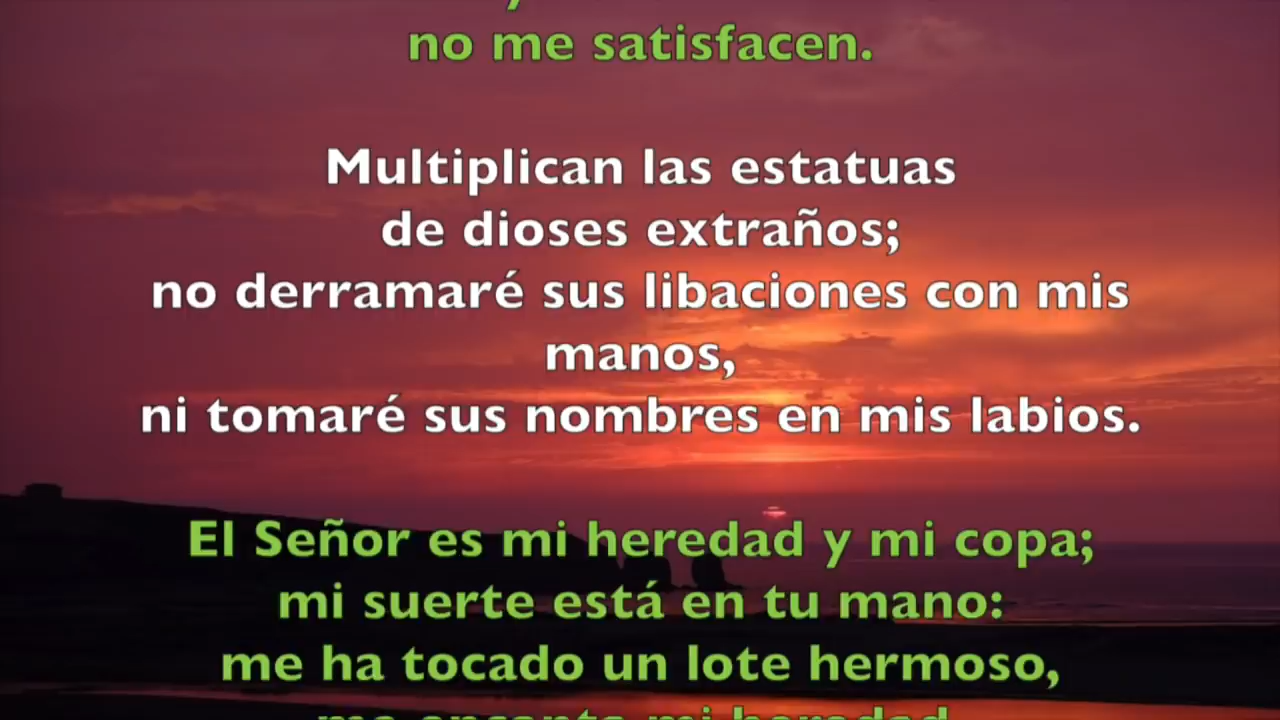 no me satisfacen.
Multiplican las estatuas
de dioses extraños;
no derramaré sus libaciones con mis
manos,
ni tomaré sus nombres en mis labios.
El Señor es mi heredad y mi copa;
mi suerte está en tu mano:
me ha tocado un lote hermoso,
me encanta mi heredad